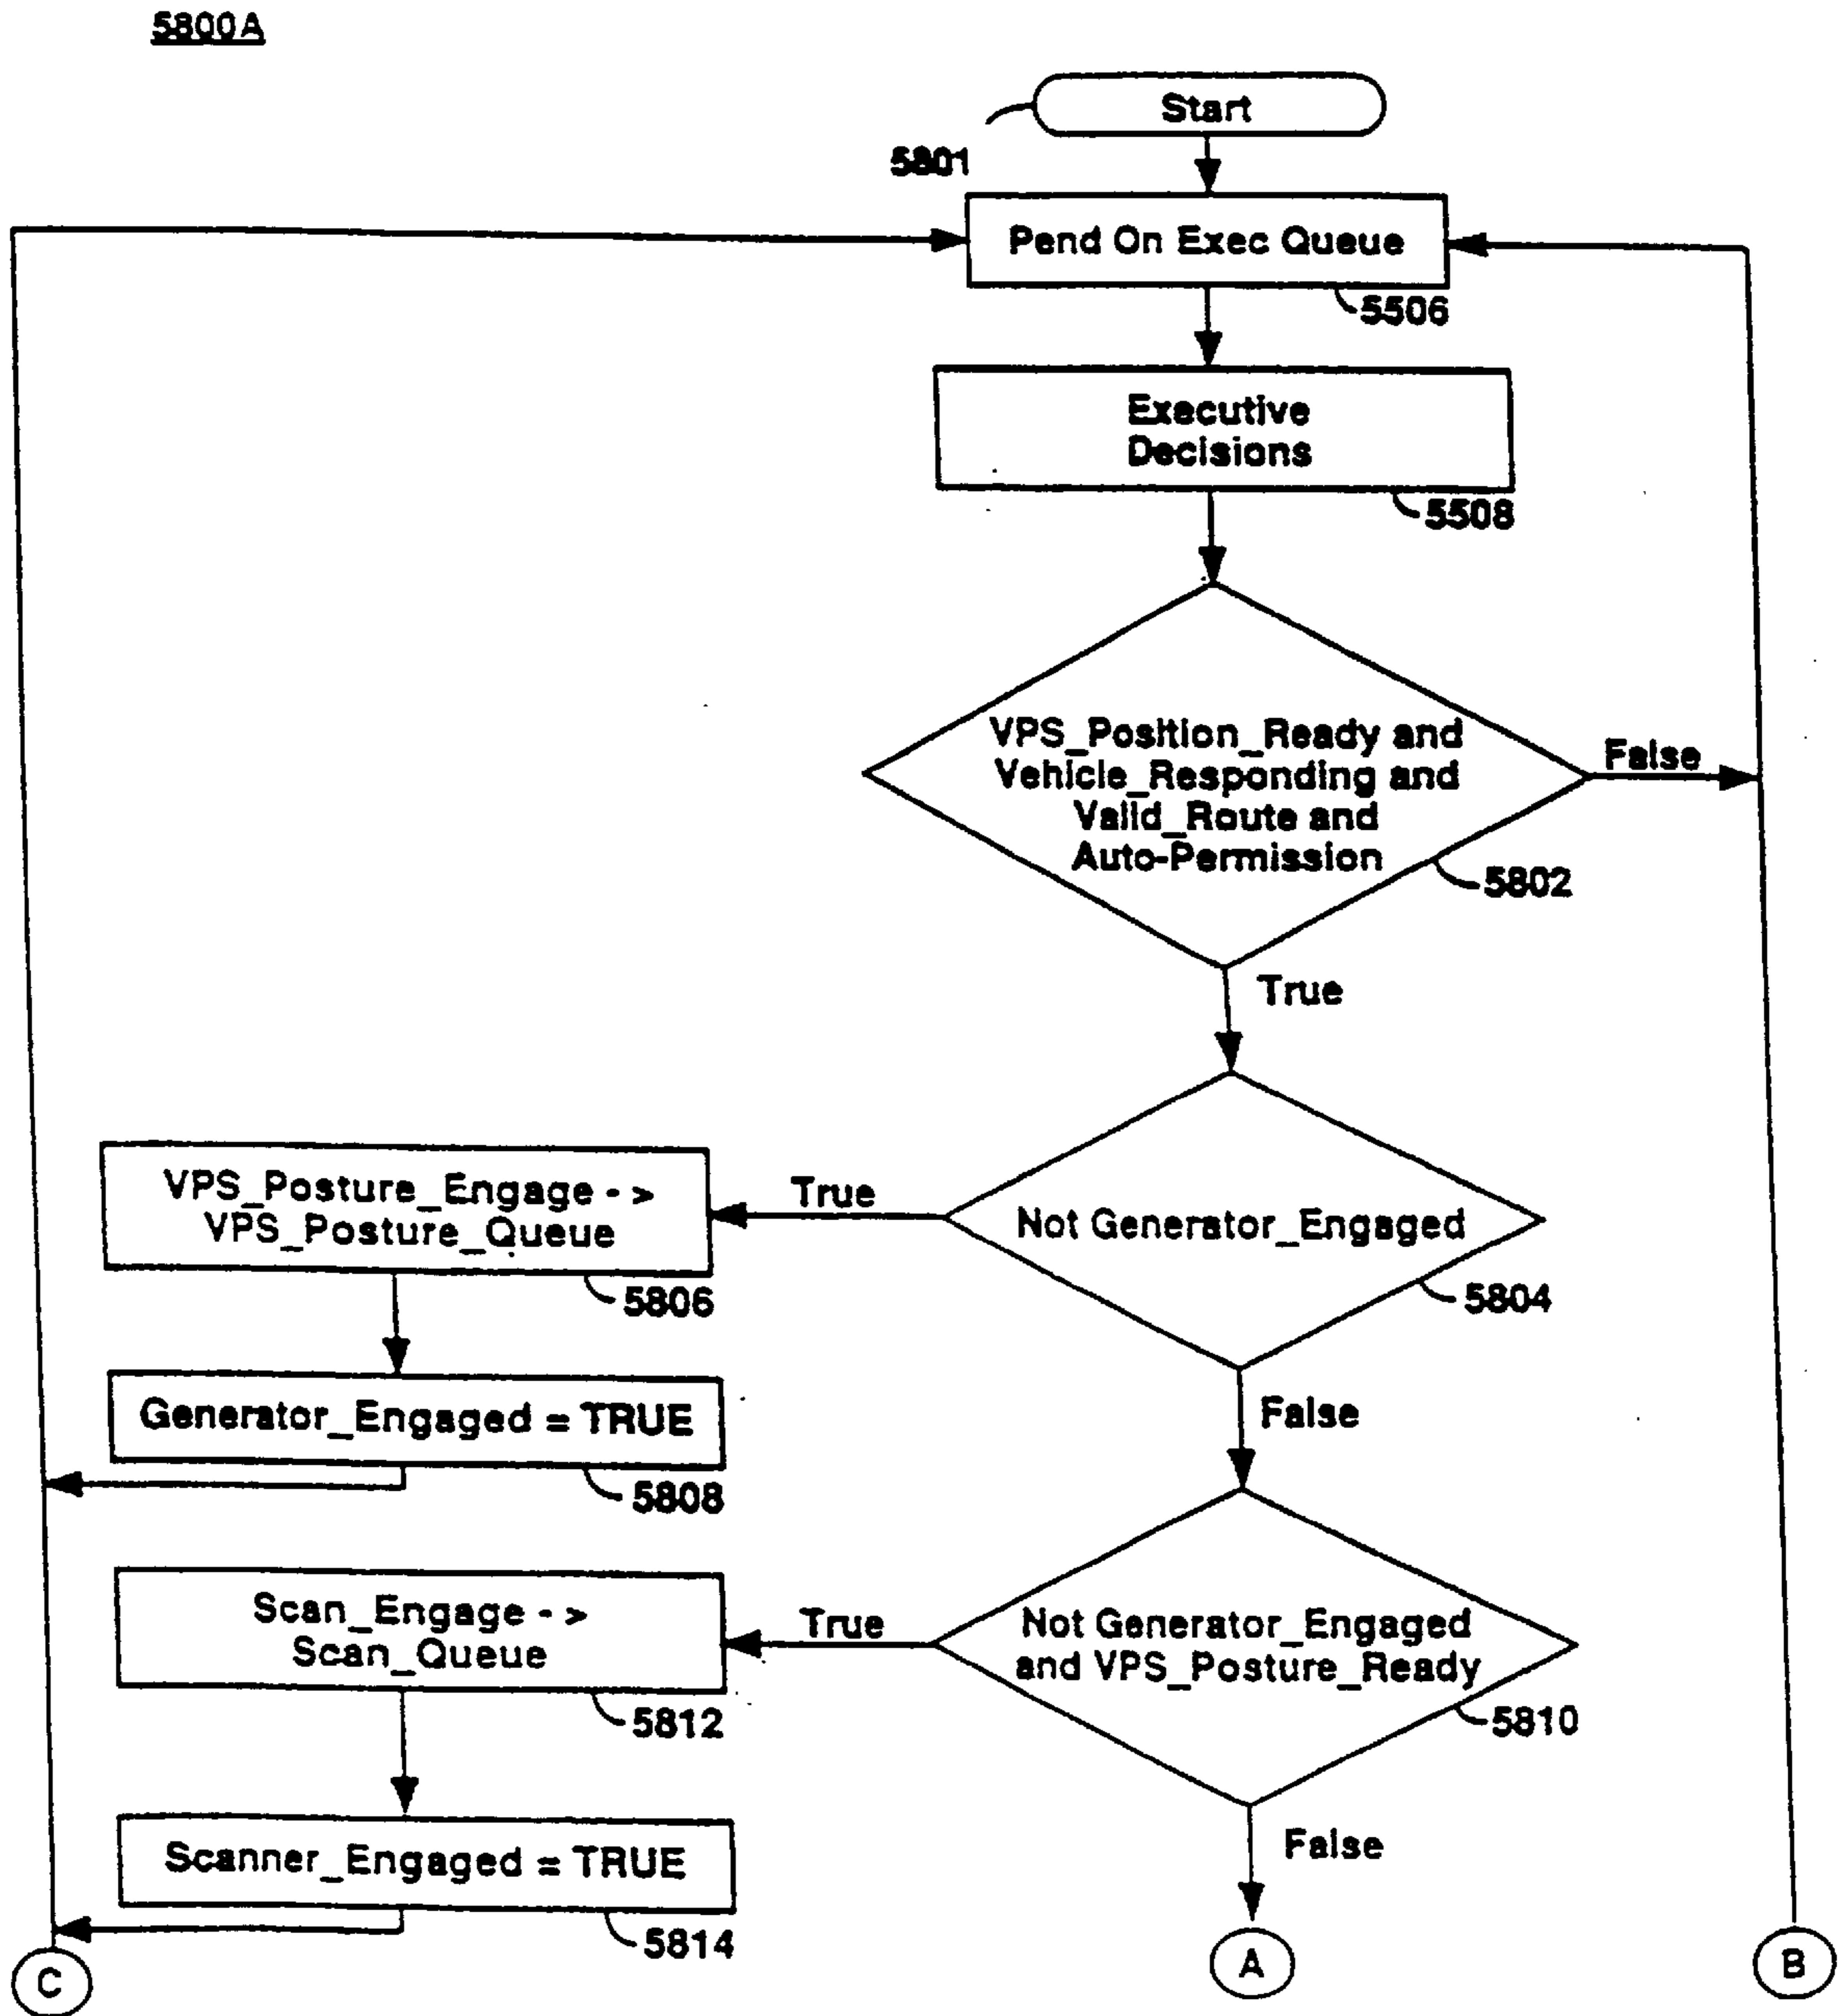 5800A
Start
5801
Pend On Exec Queue
5506
Executive
Decisions
5508
VPS_Position_Ready and
Vehicle_Responding and
Valid_Route and
Auto-Permission
False
5802
True
VPS_Posture_Engage - >
VPS_Posture_Queue
True
Not Generator_Engaged
5806
5804
Generator_Engaged = TRUE
False
5808
Scan_Engage - >
Scan_Queue
True
Not Generator_Engaged
and VPS_Posture_Ready
5812
5810
Scanner_Engaged = TRUE
False
5814
C
A
B